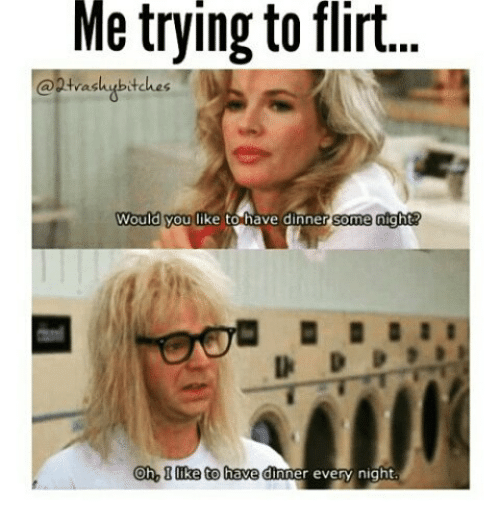 Me trying to flirt...
@2trashybitches
Would you like to have dinner some night?
Oh, I like to have dinner every night.